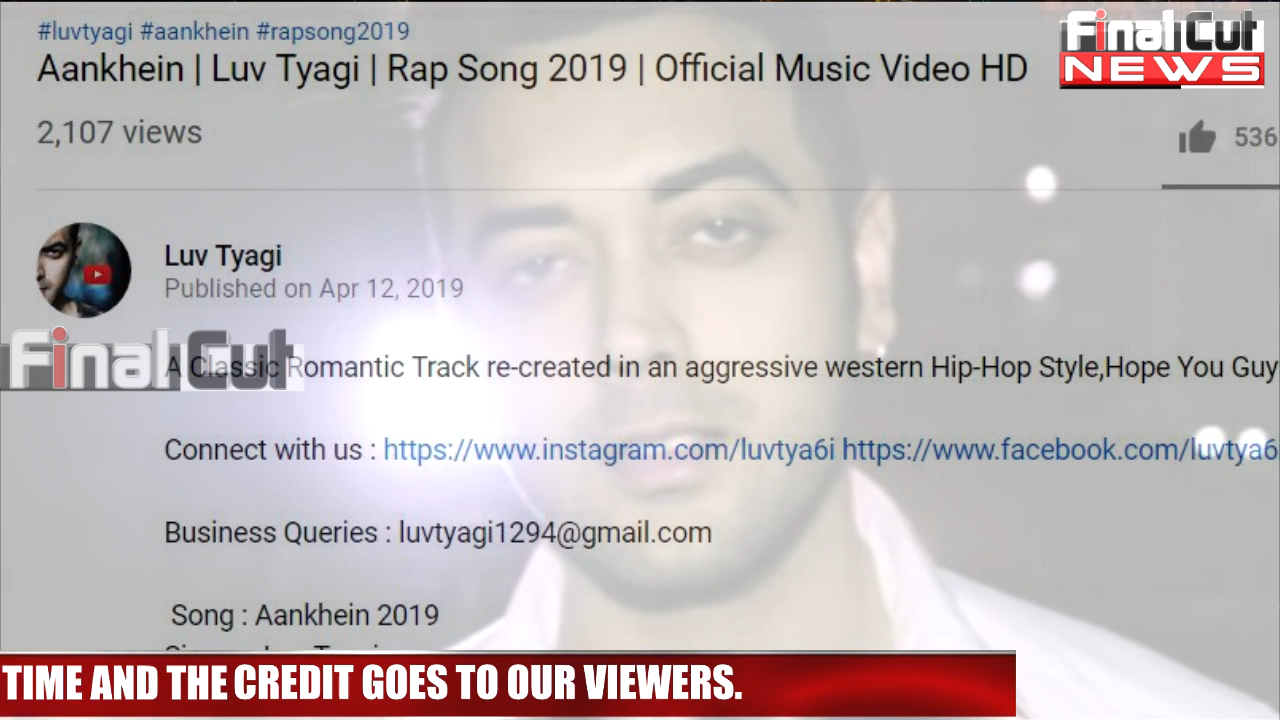 #luvtyagi #aankhein #rapsong2019
Aankhein | Luv Tyagi | Rap Song 2019 | Official Music Video HD
Final Cut
NEWS
2,107 views
536
Luv Tyagi
Published on Apr 12, 2019
Final Cut
A Classic Romantic Track re-created in an aggressive western Hip-Hop Style,Hope You Guy
Connect with us : https://www.instagram.com/luvtya6i https://www.facebook.com/luvtya6
Business Queries : luvtyagi1294@gmail.com
Song : Aankhein 2019
TIME AND THE CREDIT GOES TO OUR VIEWERS.